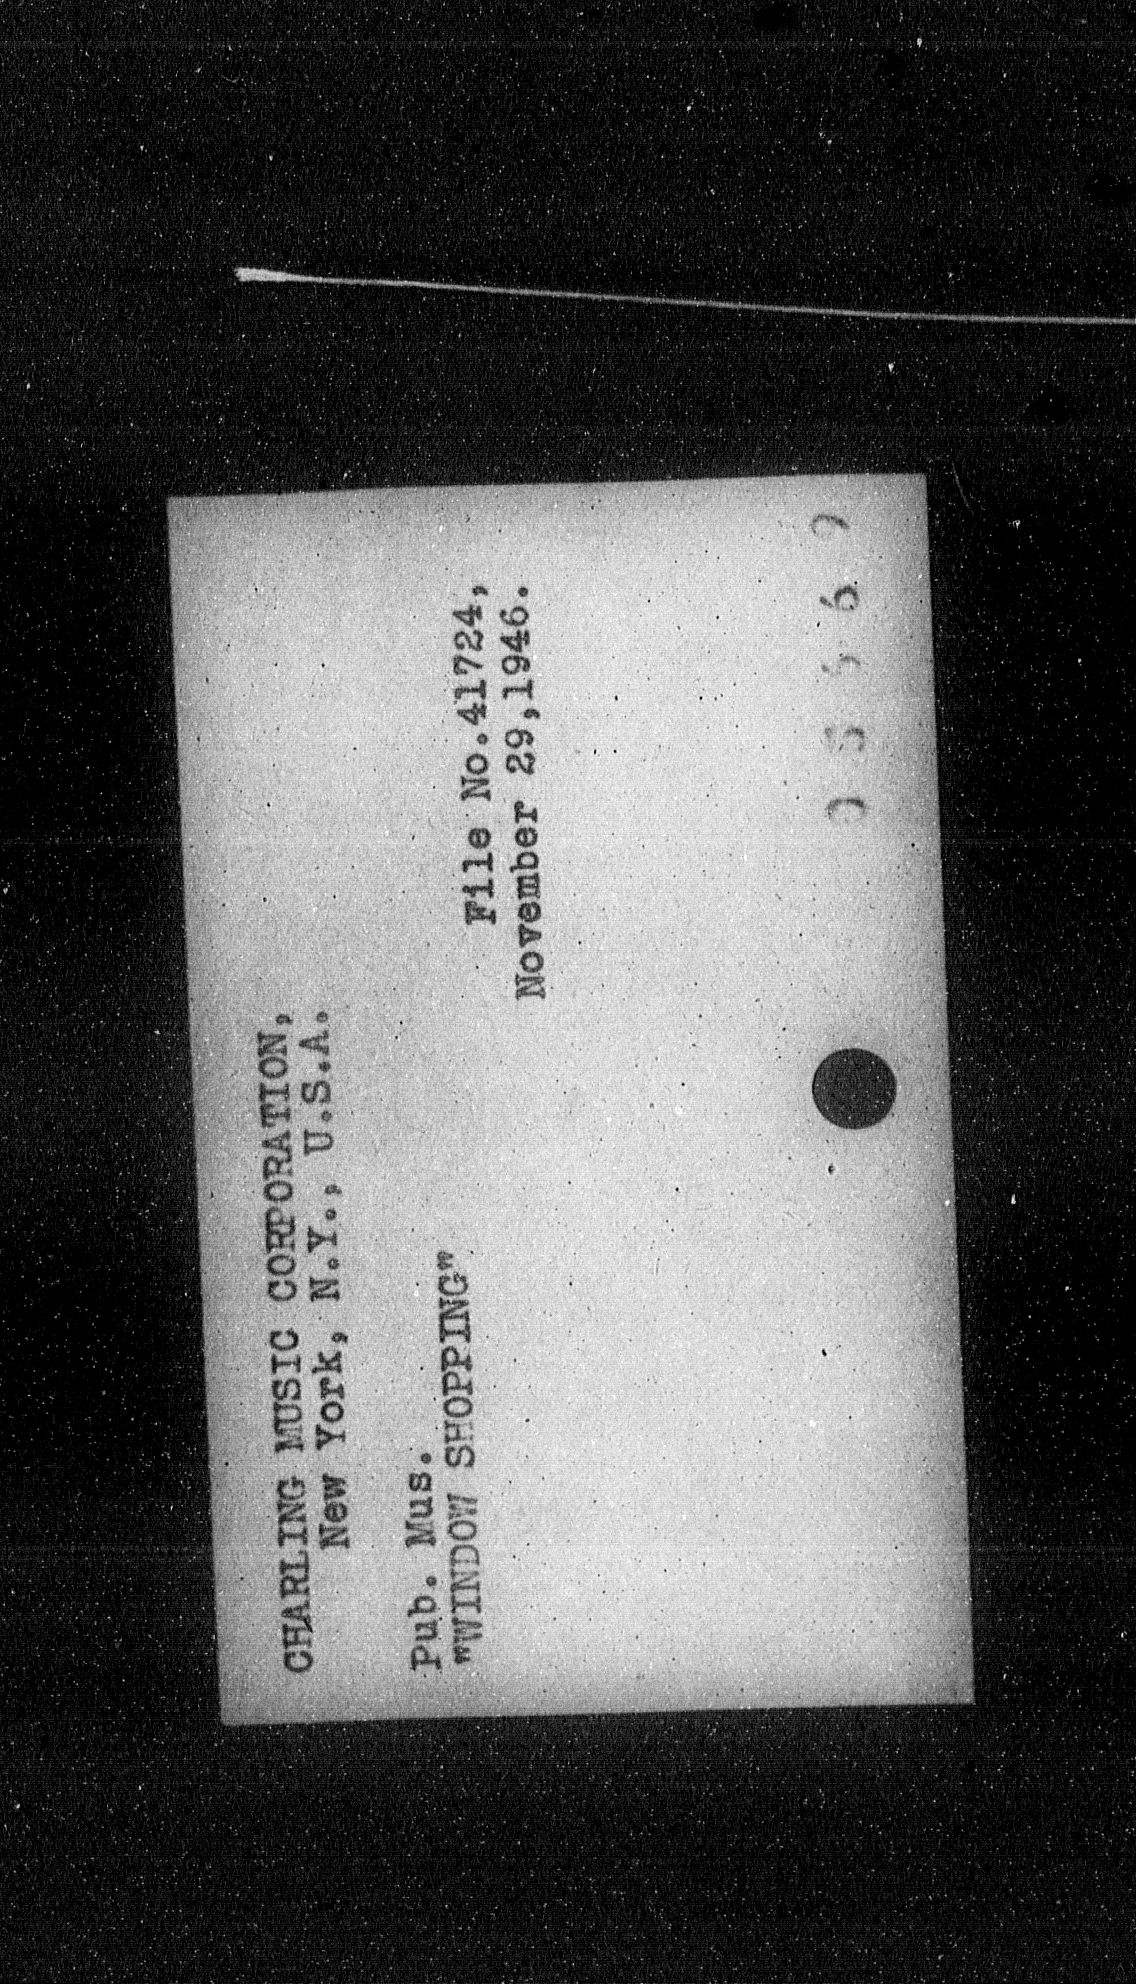 CHARLING MUSIC CORPORATION,
New York, N.Y., U.S.A.
Pub. Mus.
"WINDOW SHOPPING"
File No.41724,
November 29,1946.